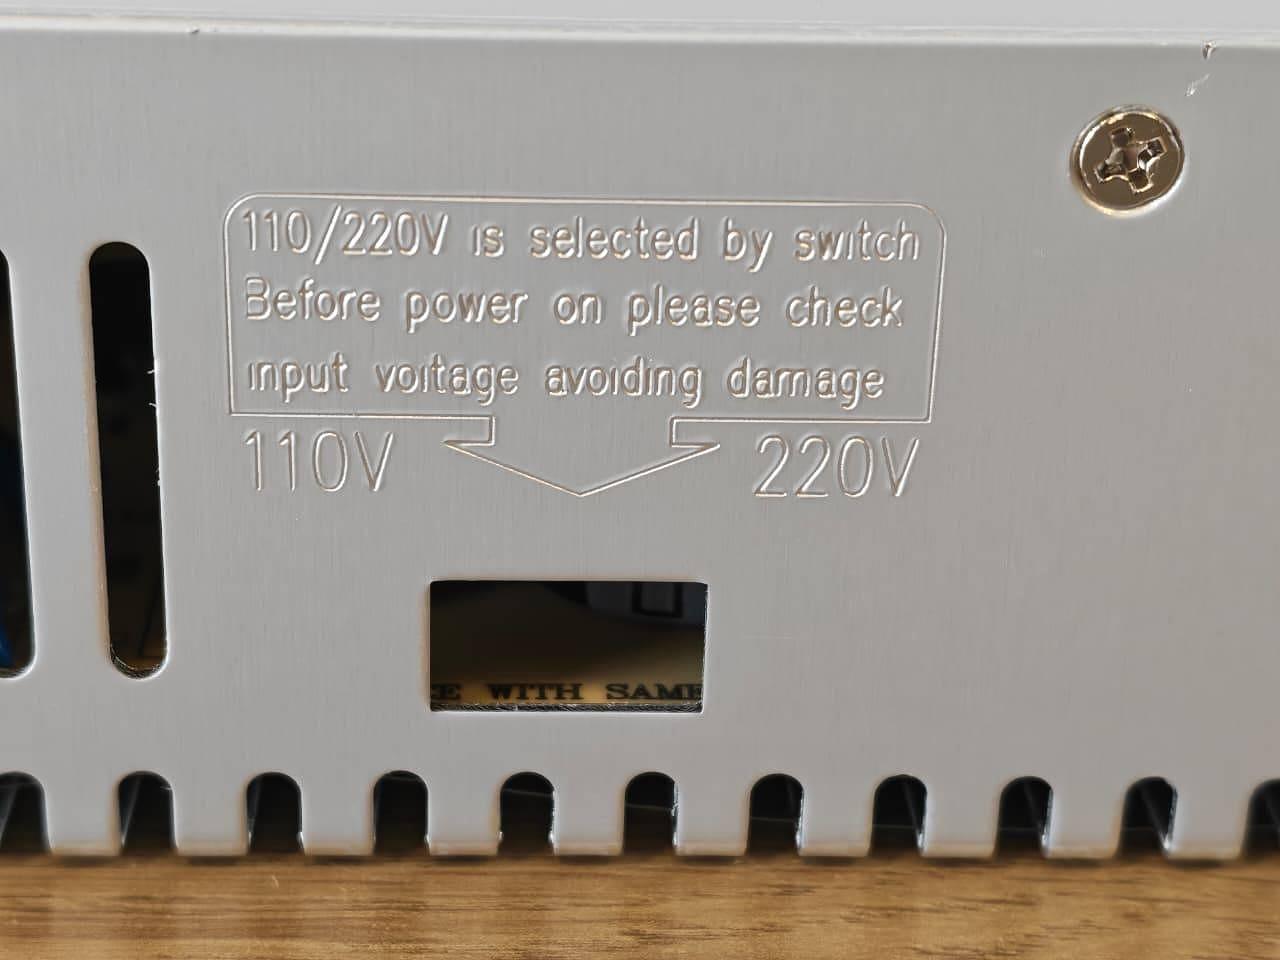 110/220V is selected by switch
Before power on please check
input voltage avoiding damage
110V 220V
E WITH SAME